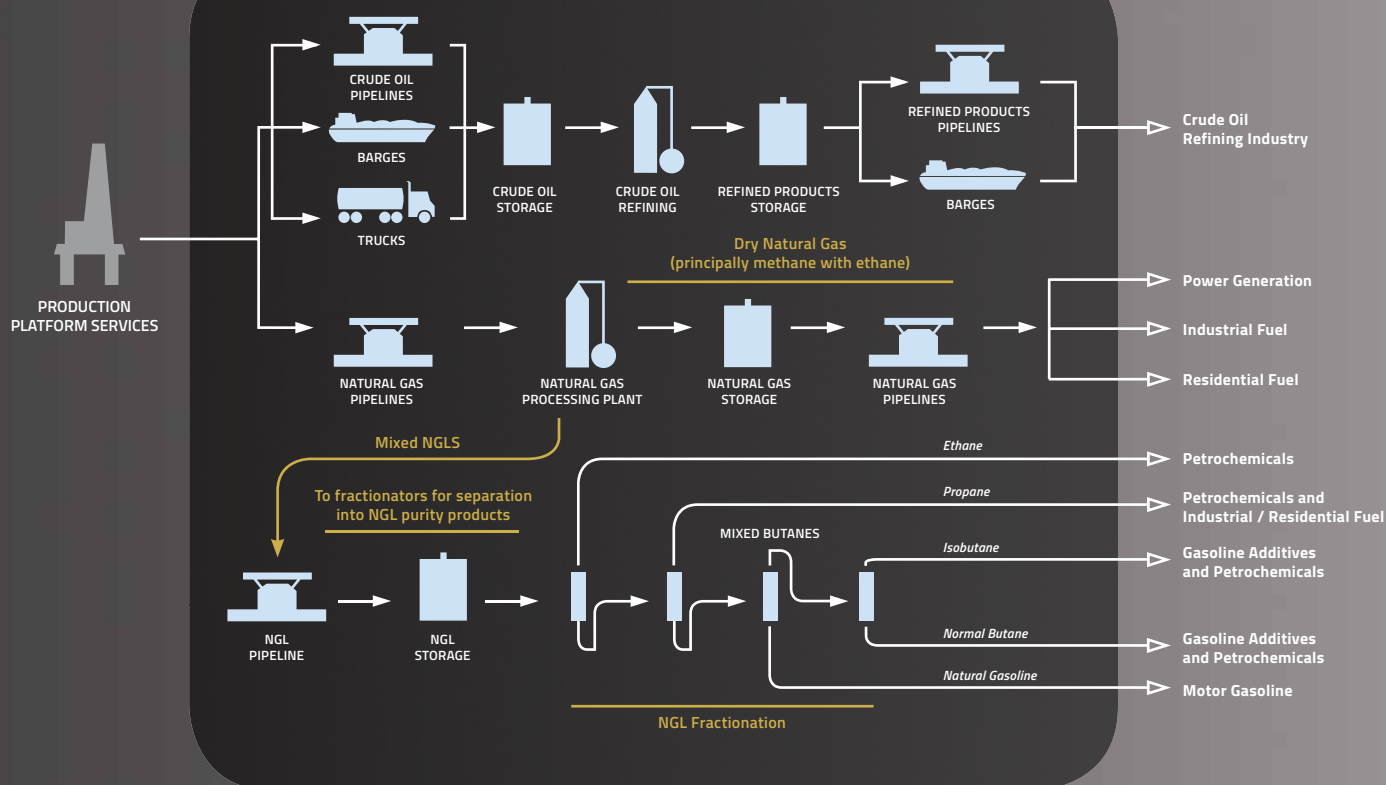 CRUDE OIL
PIPELINES
BARGES
TRUCKS
CRUDE OIL
STORAGE
CRUDE OIL
REFINING
REFINED PRODUCTS
STORAGE
REFINED PRODUCTS
PIPELINES
BARGES
Crude Oil
Refining Industry
PRODUCTION
PLATFORM SERVICES
Dry Natural Gas
(principally methane with ethane)
NATURAL GAS
PIPELINES
NATURAL GAS
PROCESSING PLANT
NATURAL GAS
STORAGE
NATURAL GAS
PIPELINES
Power Generation
Industrial Fuel
Residential Fuel
Mixed NGLS
To fractionators for separation
into NGL purity products
NGL
PIPELINE
NGL
STORAGE
MIXED BUTANES
Ethane
Petrochemicals
Propane
Petrochemicals and
Industrial / Residential Fuel
Isobutane
Gasoline Additives
and Petrochemicals
Normal Butane
Gasoline Additives
and Petrochemicals
Natural Gasoline
Motor Gasoline
NGL Fractionation